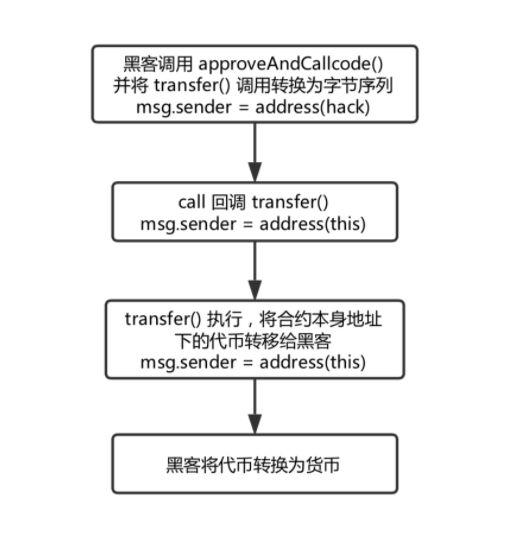 黑客调用 approveAndCallcode()
并将 transfer() 调用转换为字节序列
msg.sender = address(hack)
call 回调 transfer()
msg.sender = address(this)
transfer() 执行，将合约本身地址
下的代币转移给黑客
msg.sender = address(this)
黑客将代币转换为货币